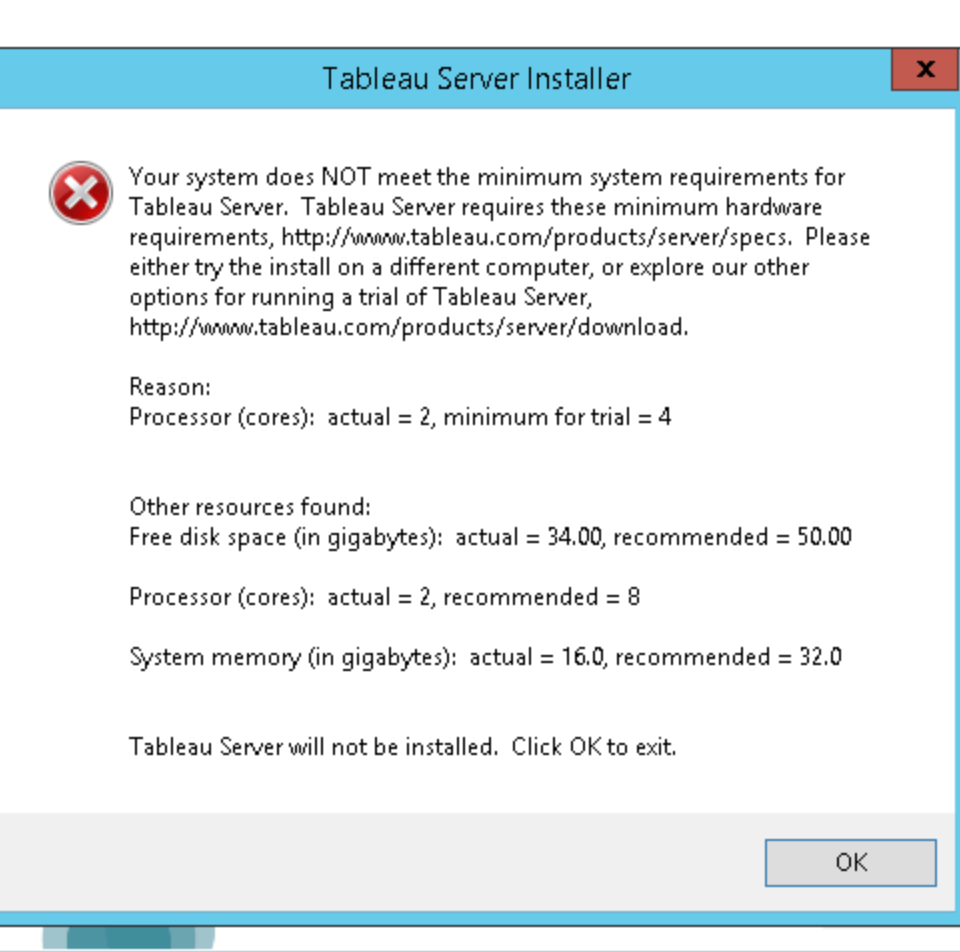 Tableau Server Installer
x
Your system does NOT meet the minimum system requirements for
Tableau Server.  Tableau Server requires these minimum hardware
requirements, http://www.tableau.com/products/server/specs.  Please
either try the install on a different computer, or explore our other
options for running a trial of Tableau Server,
http://www.tableau.com/products/server/download.
Reason:
Processor (cores):  actual = 2, minimum for trial = 4
Other resources found:
Free disk space (in gigabytes):  actual = 34.00, recommended = 50.00
Processor (cores):  actual = 2, recommended = 8
System memory (in gigabytes):  actual = 16.0, recommended = 32.0
Tableau Server will not be installed.  Click OK to exit.
OK